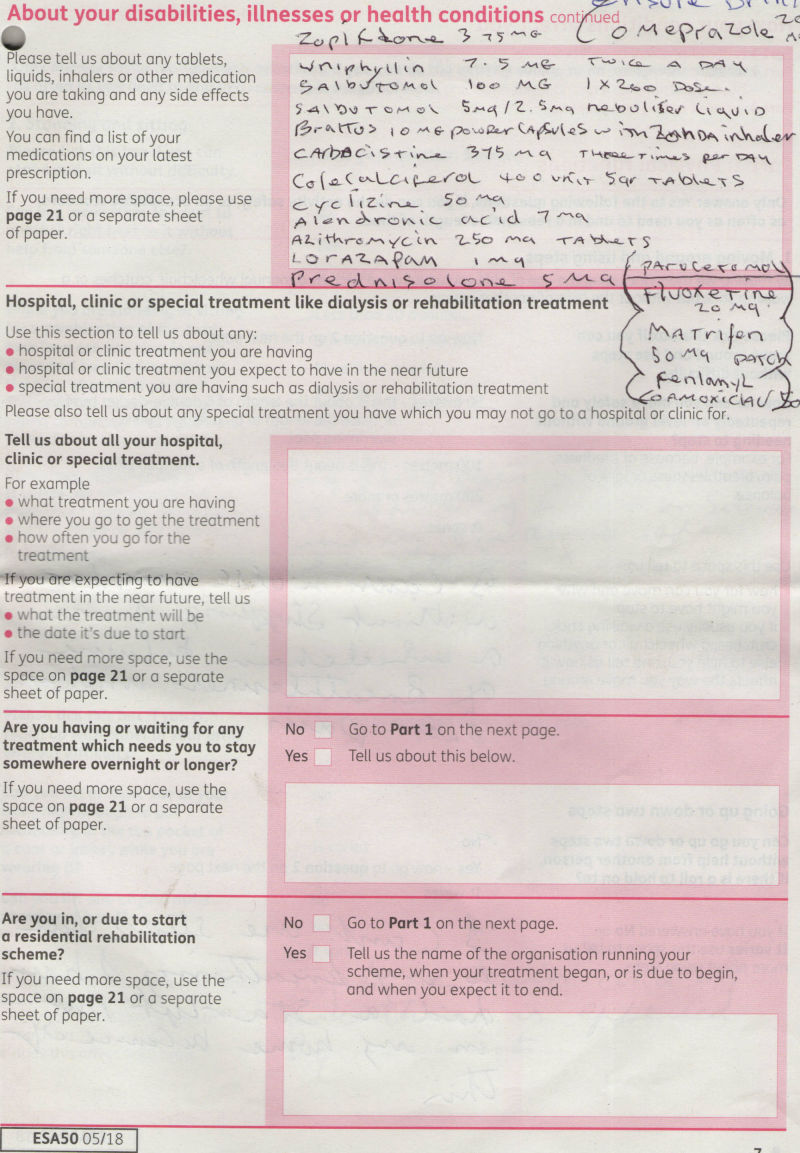 About your disabilities, illnesses or health conditions continued
Ensure Drin
Zopiklone 3 75 MG
(Omeprazole 20
Please tell us about any tablets,
liquids, inhalers or other medication
you are taking and any side effects
you have.
You can find a list of your
medications on your latest
prescription.
If you need more space, please use
page 21 or a separate sheet
of paper.
Uniphyllin 7.5 MG TWICE A DAY
SAlbUTOMOl 100 MG 1x200 Dose.
SAlbUTOMOl 5mg/2.5mg neboliser liquid
Braltus 10 MG powder capsules with ZONDA inhaler
CARbOCISTine 375 mg THREE Times per DAY
Colecalciferol 400 unit 5gr TAblets
Cyclizine 50 mg
Alendronic acid 7mg
Azithromycin 250 mg TAblets
LORAZAPAM 1mg
Prednisolone 5 Mg
(PARUCETOMOL)
Fluoxetine
20 mg.
MATrifen
50 mg PATCH
Fenlanyl
COAMOXICLAV 50
Hospital, clinic or special treatment like dialysis or rehabilitation treatment
Use this section to tell us about any:
• hospital or clinic treatment you are having
• hospital or clinic treatment you expect to have in the near future
• special treatment you are having such as dialysis or rehabilitation treatment
Please also tell us about any special treatment you have which you may not go to a hospital or clinic for.
Tell us about all your hospital,
clinic or special treatment.
For example
• what treatment you are having
• where you go to get the treatment
• how often you go for the
treatment
If you are expecting to have
treatment in the near future, tell us
• what the treatment will be
• the date it's due to start
If you need more space, use the
space on page 21 or a separate
sheet of paper.
Are you having or waiting for any
treatment which needs you to stay
somewhere overnight or longer?
If you need more space, use the
space on page 21 or a separate
sheet of paper.
No Go to Part 1 on the next page.
Yes Tell us about this below.
Are you in, or due to start
a residential rehabilitation
scheme?
If you need more space, use the
space on page 21 or a separate
sheet of paper.
No Go to Part 1 on the next page.
Yes Tell us the name of the organisation running your
scheme, when your treatment began, or is due to begin,
and when you expect it to end.
ESA50 05/18
7